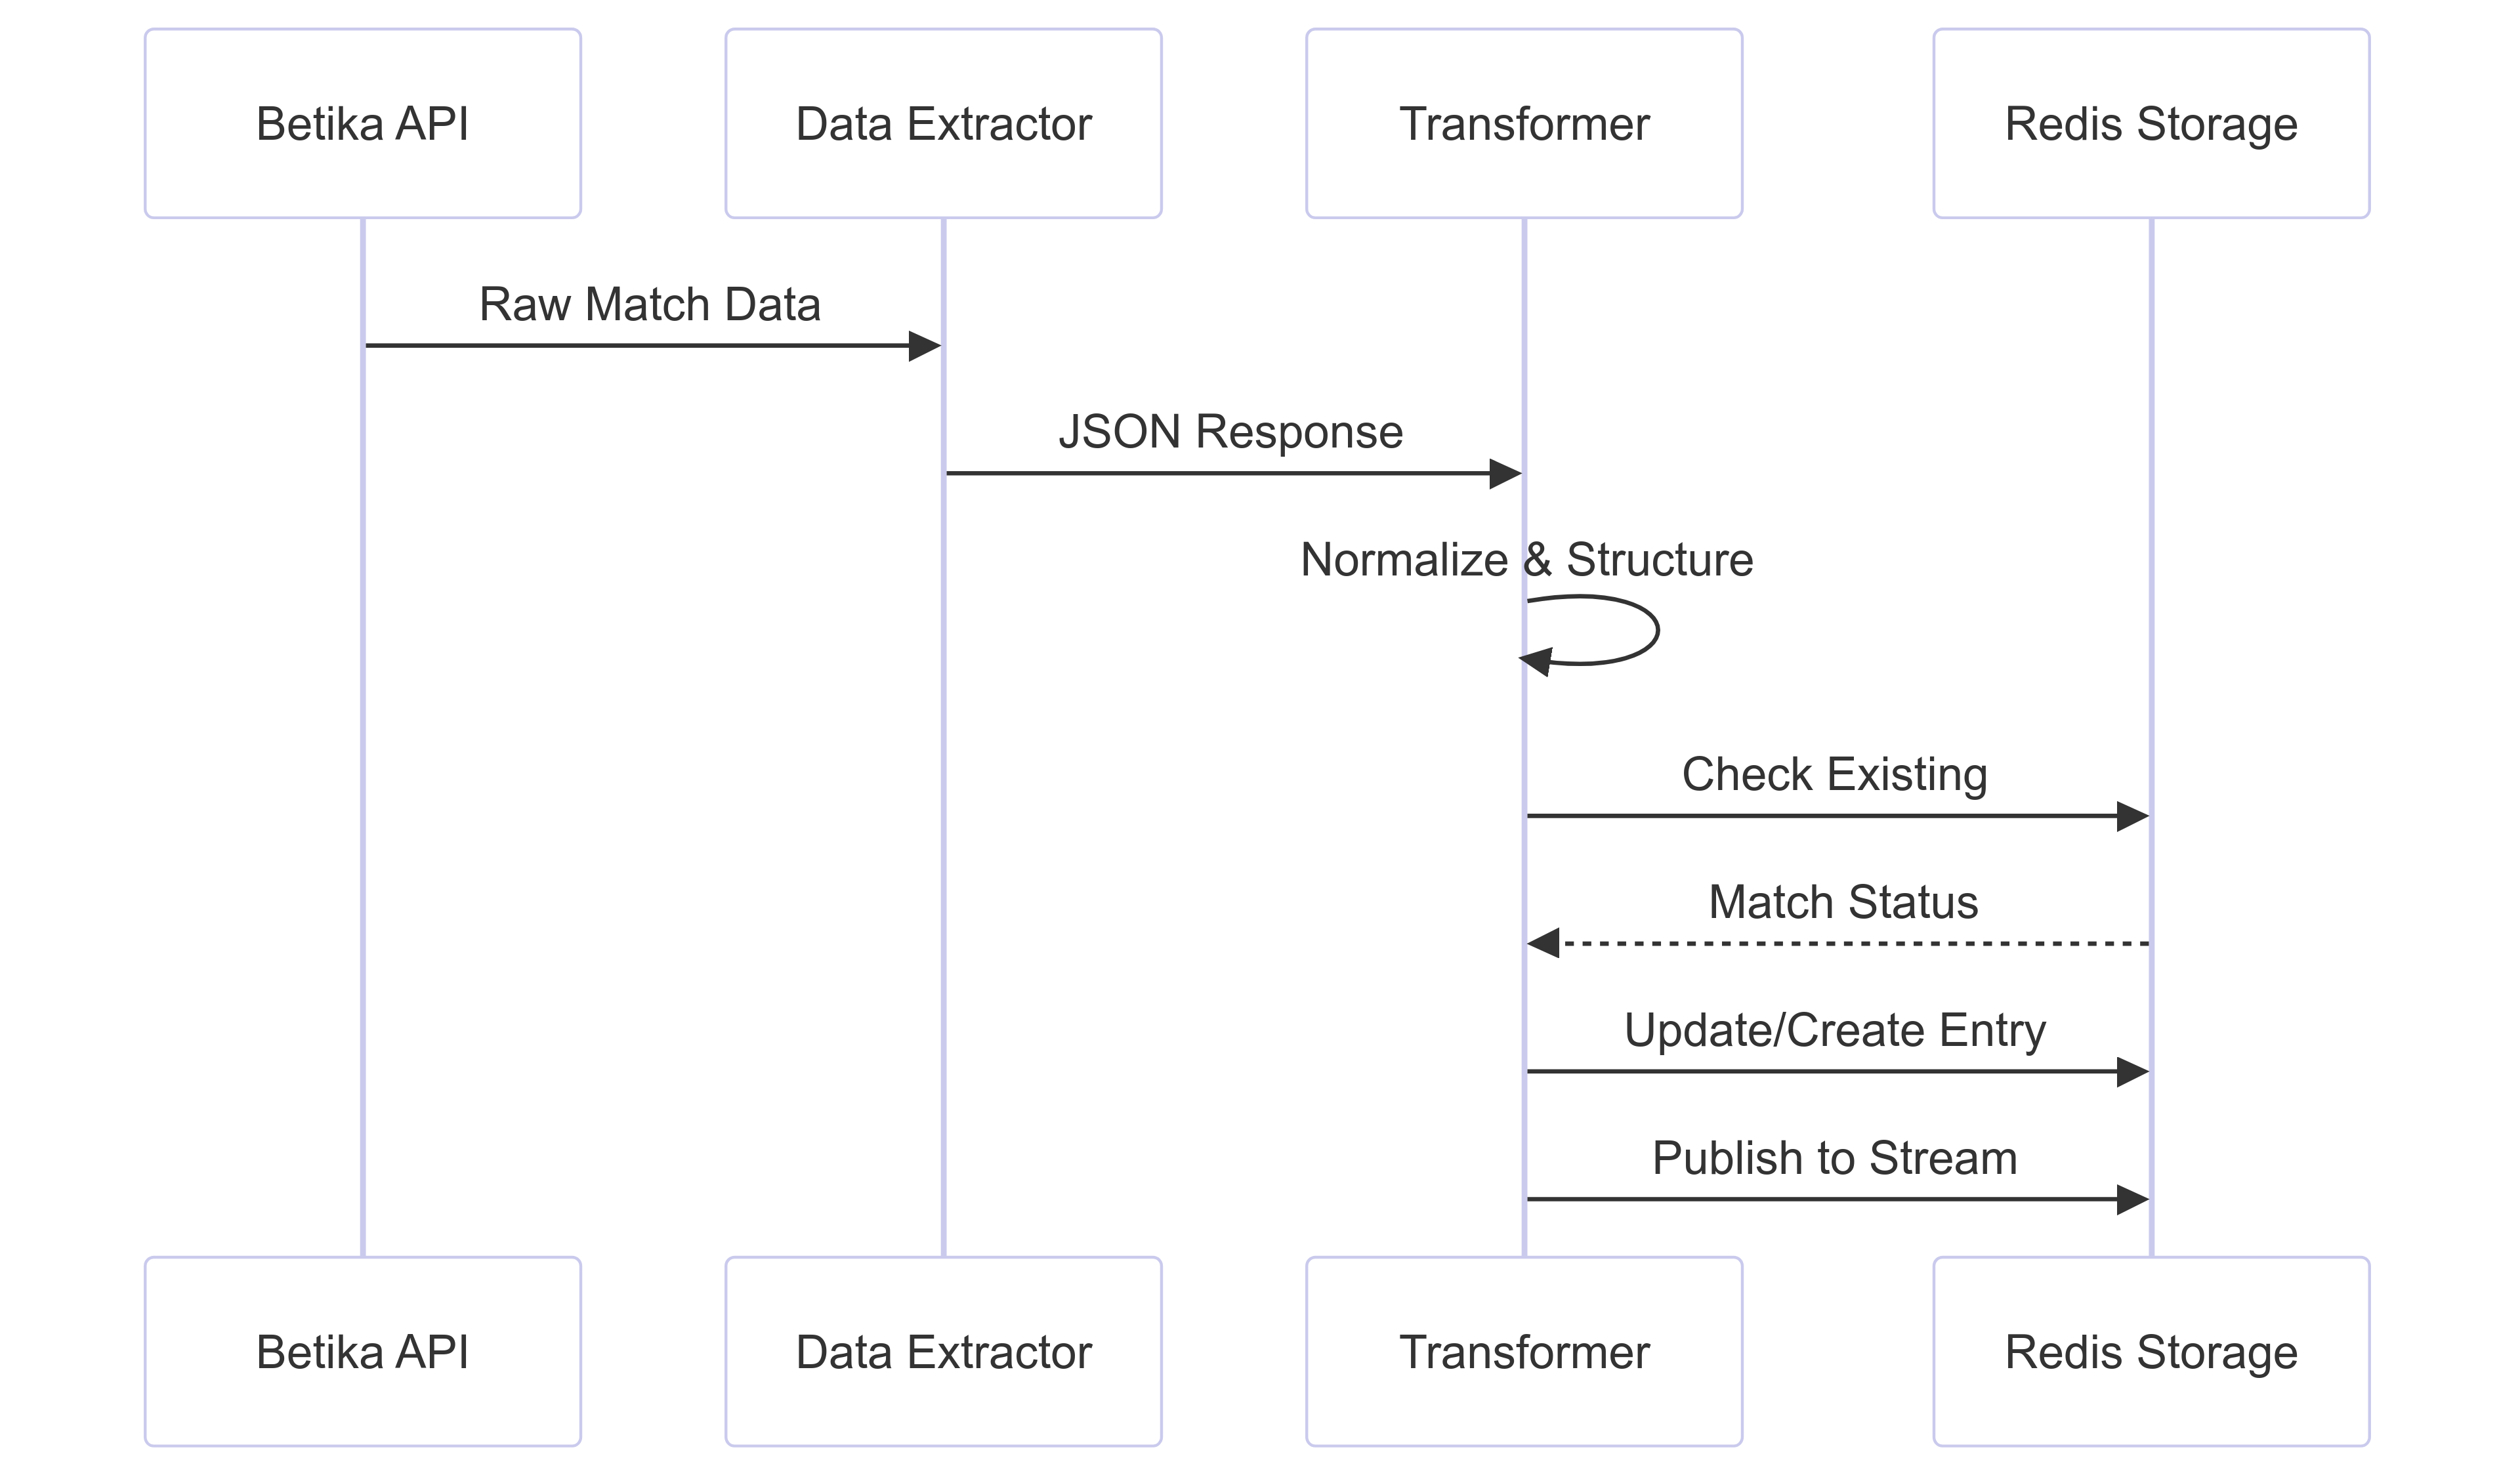 Betika API
Data Extractor
Transformer
Redis Storage
Raw Match Data
JSON Response
Normalize & Structure
Check Existing
Match Status
Update/Create Entry
Publish to Stream
Betika API
Data Extractor
Transformer
Redis Storage